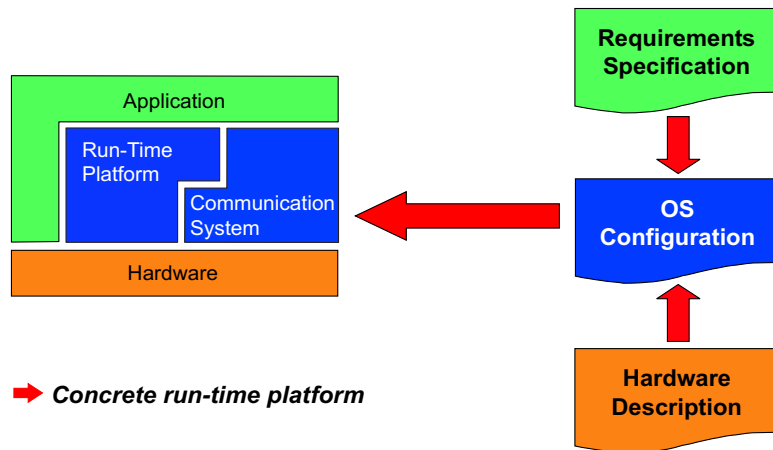 Requirements
Specification
Application
Run-Time
Platform
Communication
System
OS
Configuration
Hardware
Concrete run-time platform
Hardware
Description